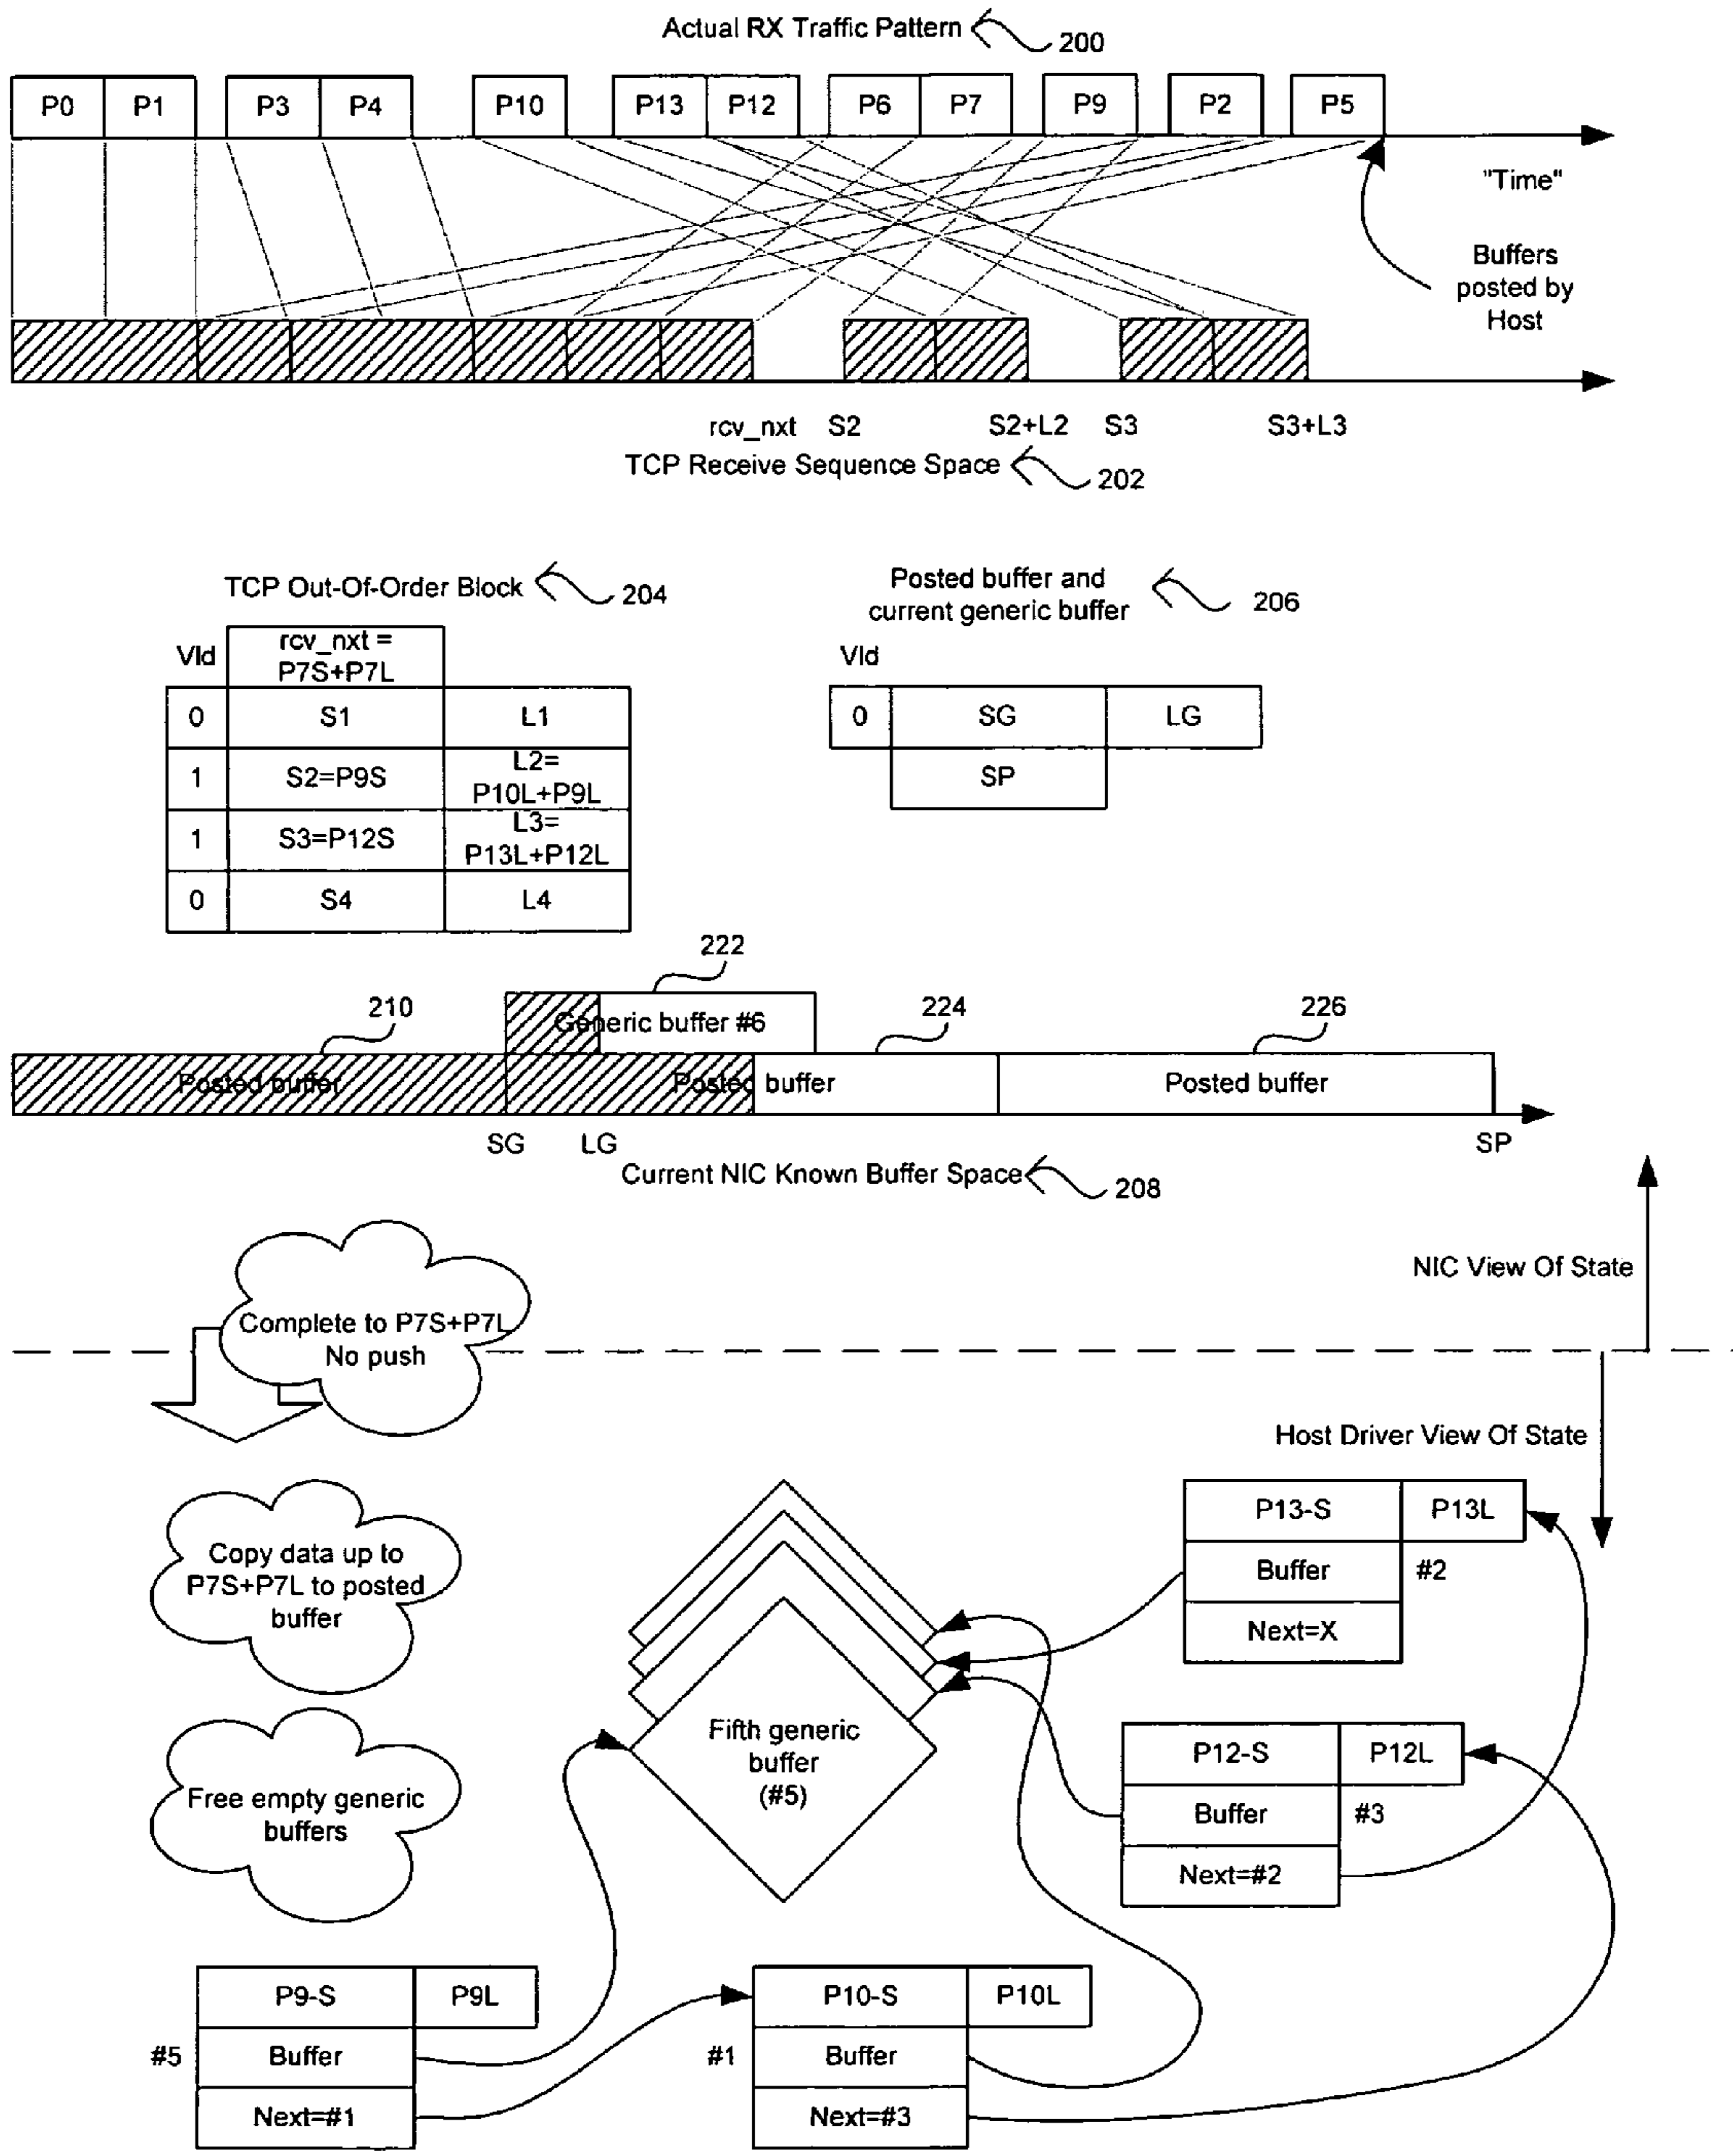 Actual RX Traffic Pattern 200
P0 P1 P3 P4 P10 P13 P12 P6 P7 P9 P2 P5
"Time"
Buffers
posted by
Host
rcv_nxt S2 S2+L2 S3 S3+L3
TCP Receive Sequence Space 202
TCP Out-Of-Order Block 204
Vld
rcv_nxt =
P7S+P7L
0 S1 L1
1 S2=P9S L2=
P10L+P9L
1 S3=P12S L3=
P13L+P12L
0 S4 L4
Posted buffer and
current generic buffer
206
Vld
0 SG LG
SP
222
210
Generic buffer #6
224
226
Posted buffer Posted buffer Posted buffer
SG LG SP
Current NIC Known Buffer Space 208
NIC View Of State
Complete to P7S+P7L
No push
Host Driver View Of State
Copy data up to
P7S+P7L to posted
buffer
Free empty generic
buffers
Fifth generic
buffer
(#5)
P13-S P13L
Buffer #2
Next=X
P12-S P12L
Buffer #3
Next=#2
P9-S P9L
#5 Buffer
Next=#1
P10-S P10L
#1 Buffer
Next=#3